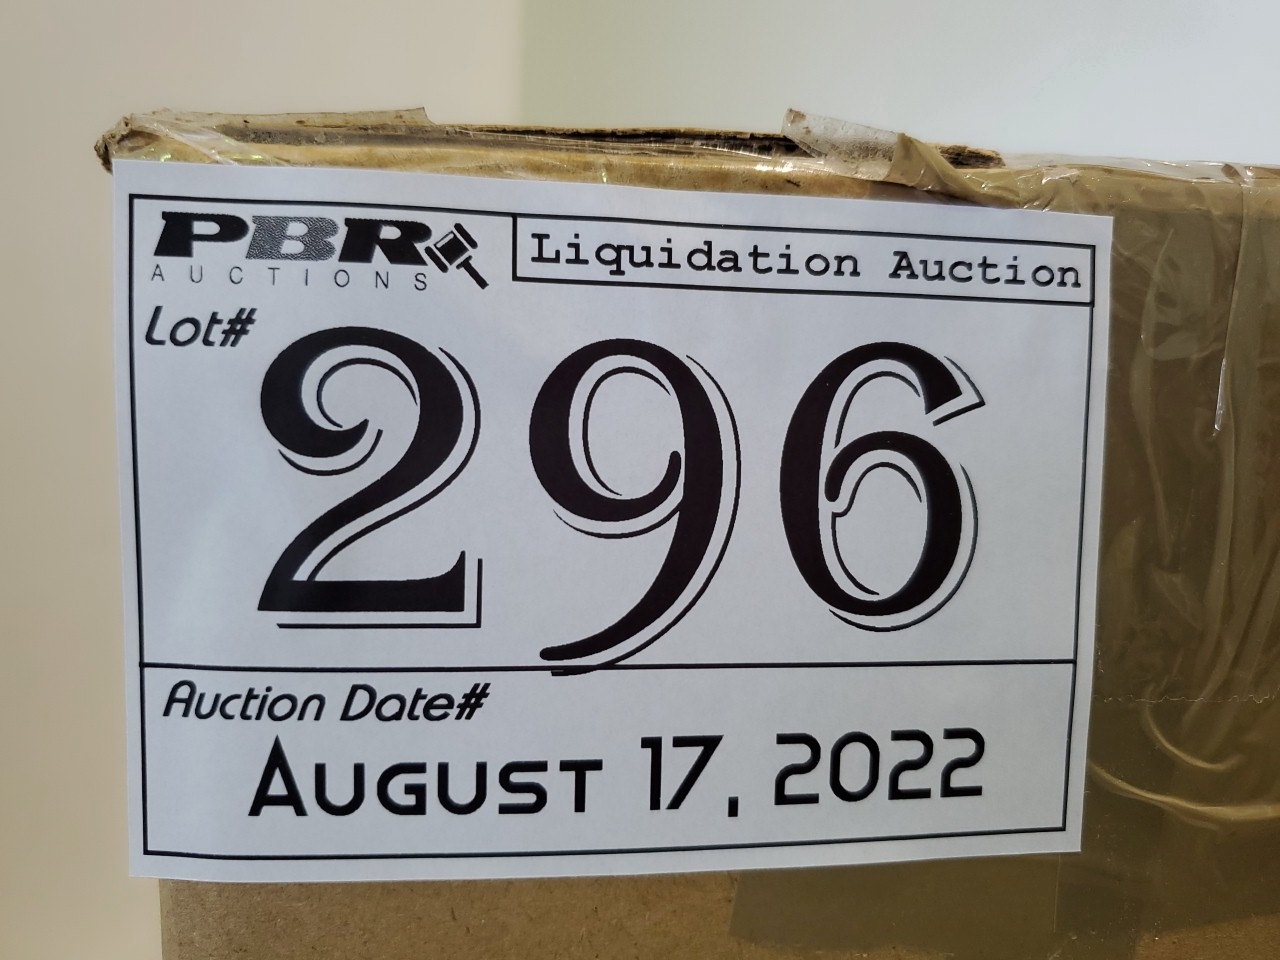 PBR
AUCTIONS
Liquidation Auction
Lot#
296
Auction Date#
August 17, 2022